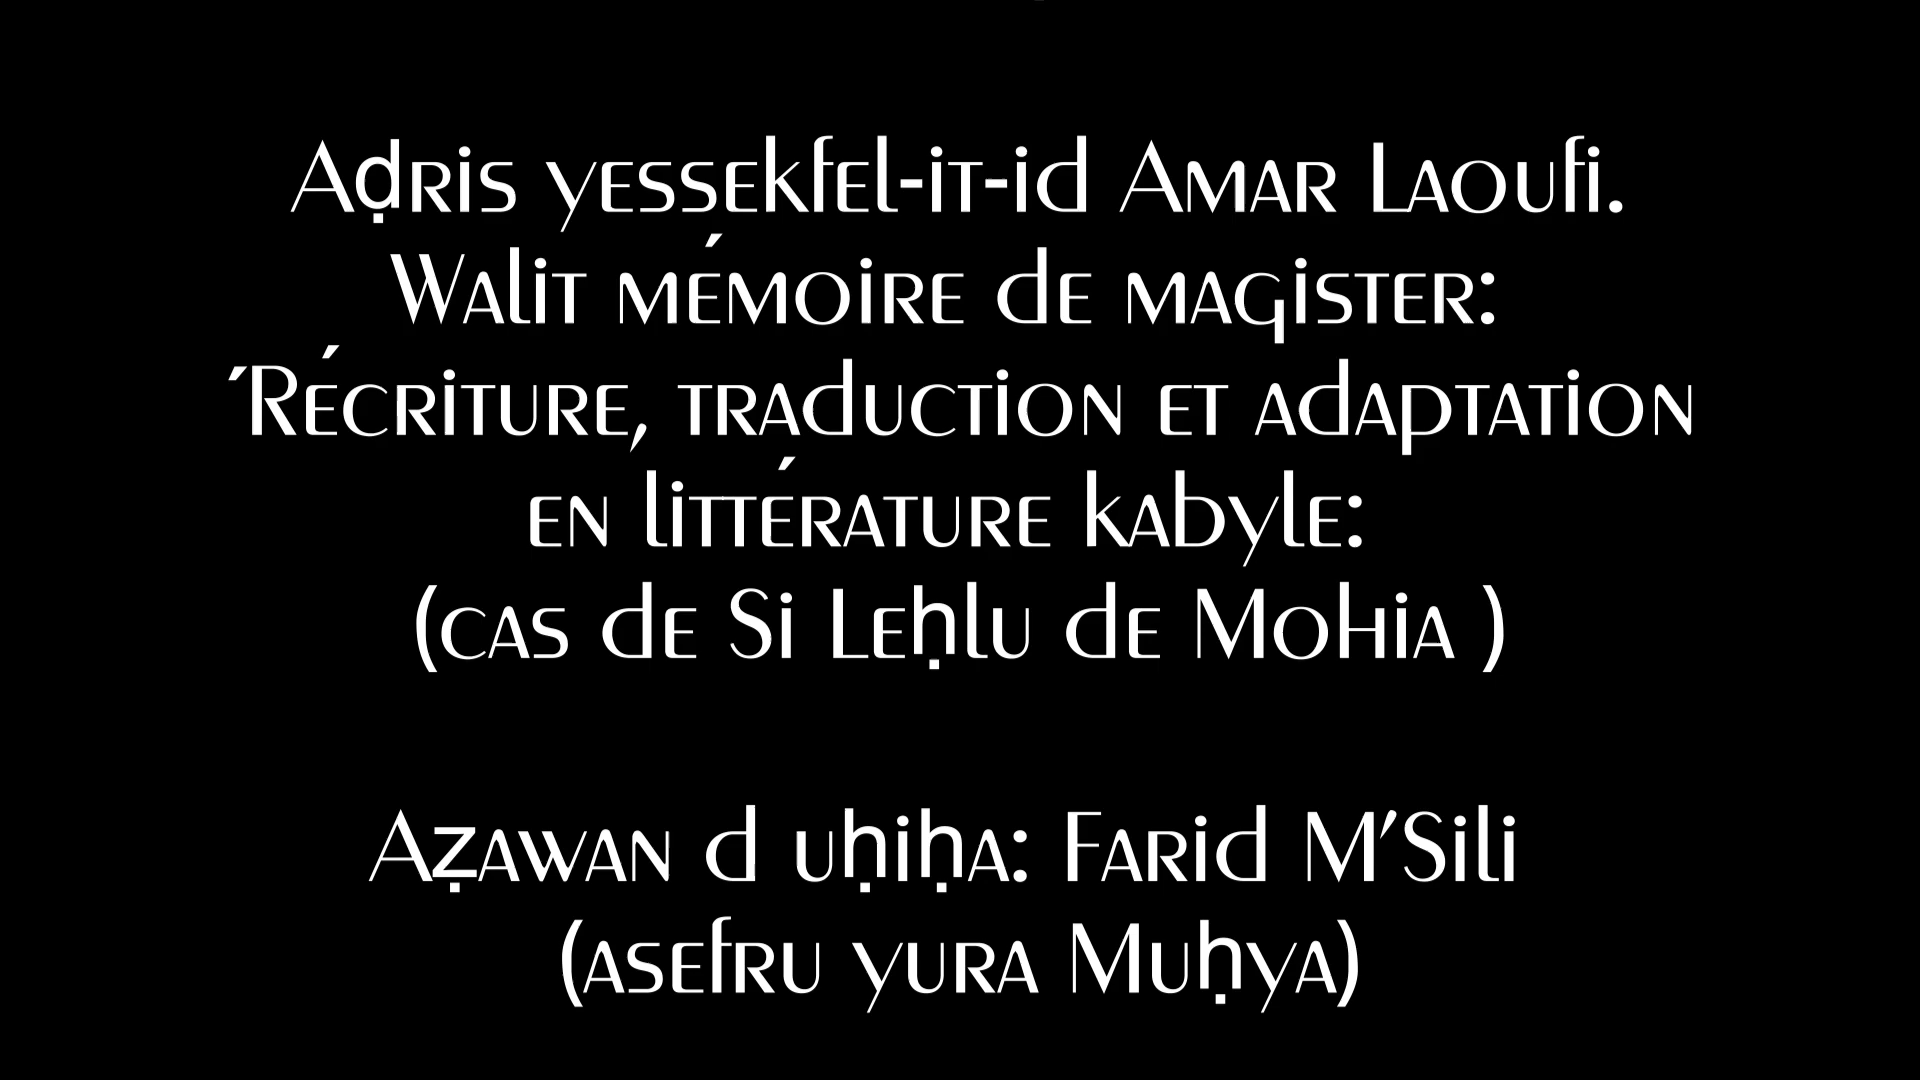 Aḍris yessekfel-it-id Amar Laoufi.
Walit mémoire de magister:
՛Récriture, traduction et adaptation
en littérature kabyle:
(cas de Si Leḥlu de Mohia )
Aẓawan d uḥiḥa: Farid M’Sili
(asefru yura Muḥya)